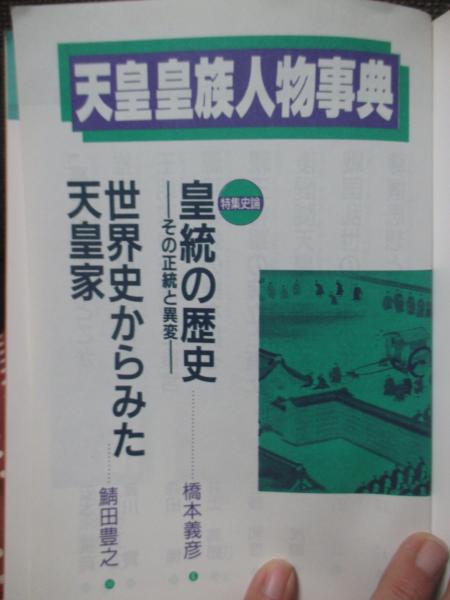 天皇皇族人物事典
特集史論
皇統の歴史
―その正統と異変―
橋本義彦
世界史からみた
天皇家
鯖田豊之